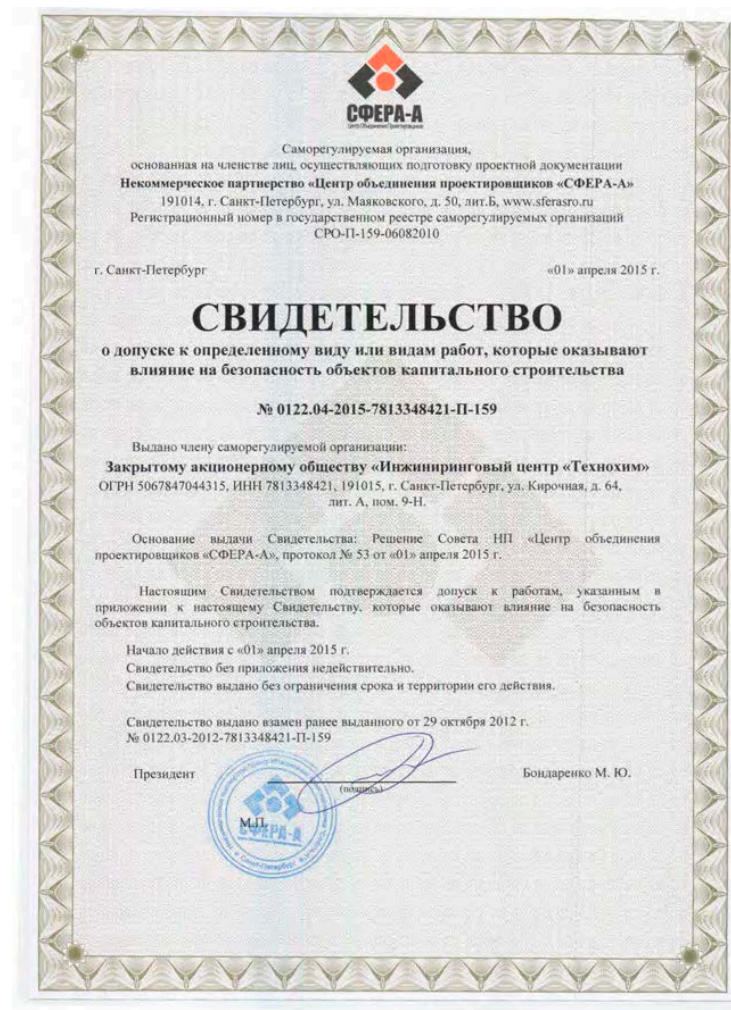 СФЕРА-А
Центр Объединения Проектировщиков
Саморегулируемая организация,
основанная на членстве лиц, осуществляющих подготовку проектной документации
Некоммерческое партнерство «Центр объединения проектировщиков «СФЕРА-А»
191014, г. Санкт-Петербург, ул. Маяковского, д. 50, лит.Б, www.sferasro.ru
Регистрационный номер в государственном реестре саморегулируемых организаций
СРО-П-159-06082010
г. Санкт-Петербург «01» апреля 2015 г.
СВИДЕТЕЛЬСТВО
о допуске к определенному виду или видам работ, которые оказывают
влияние на безопасность объектов капитального строительства
№ 0122.04-2015-7813348421-П-159
Выдано члену саморегулируемой организации:
Закрытому акционерному обществу «Инжиниринговый центр «Технохим»
ОГРН 5067847044315, ИНН 7813348421, 191015, г. Санкт-Петербург, ул. Кирочная, д. 64,
лит. А, пом. 9-Н.
Основание выдачи Свидетельства: Решение Совета НП «Центр объединения
проектировщиков «СФЕРА-А», протокол № 53 от «01» апреля 2015 г.
Настоящим Свидетельством подтверждается допуск к работам, указанным в
приложении к настоящему Свидетельству, которые оказывают влияние на безопасность
объектов капитального строительства.
Начало действия с «01» апреля 2015 г.
Свидетельство без приложения недействительно.
Свидетельство выдано без ограничения срока и территории его действия.
Свидетельство выдано взамен ранее выданного от 29 октября 2012 г.
№ 0122.03-2012-7813348421-П-159
Президент Бондаренко М. Ю.
(подпись)
М.П.
СФЕРА-А